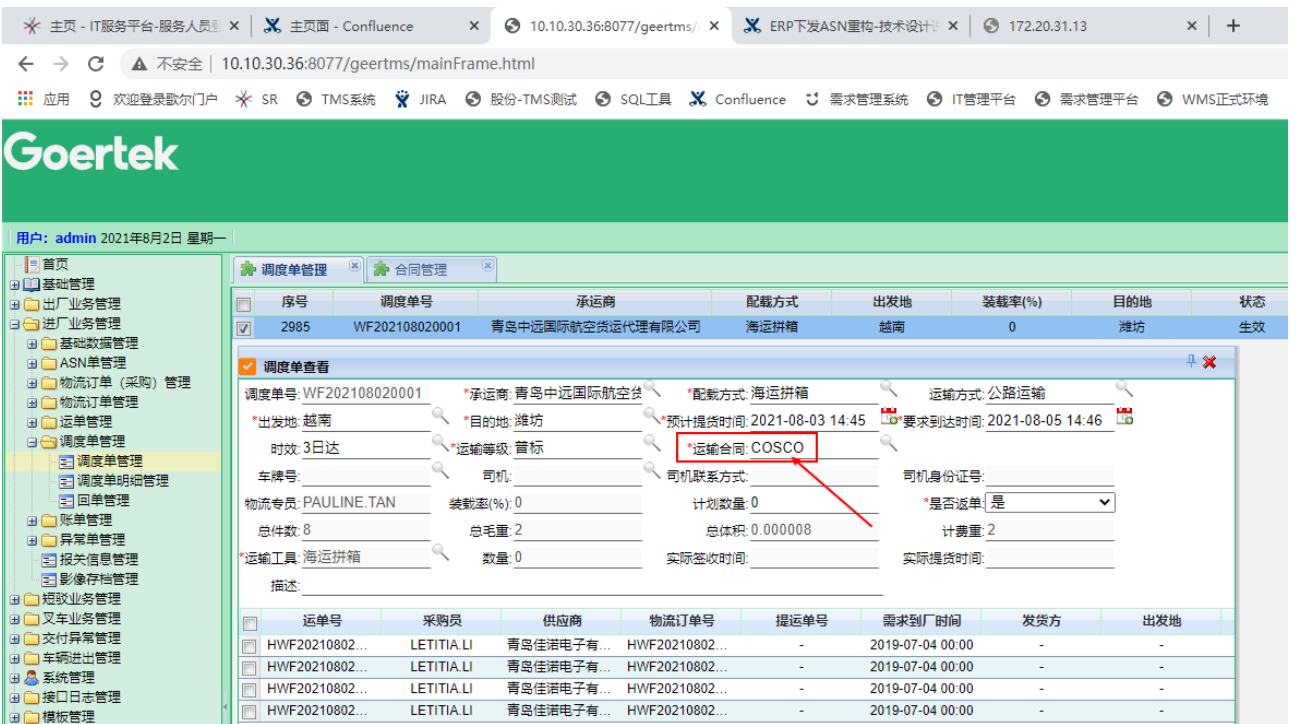 主页 - IT服务平台-服务人员登 主页面 - Confluence 10.10.30.36:8077/geertms/ ERP下发ASN重构-技术设计 172.20.31.13
不安全 10.10.30.36:8077/geertms/mainFrame.html
应用 欢迎登录歌尔门户 SR TMS系统 JIRA 股份-TMS测试 SQL工具 Confluence 需求管理系统 IT管理平台 需求管理平台 WMS正式环境
Goertek
用户: admin 2021年8月2日 星期一
首页
基础管理
出厂业务管理
进厂业务管理
基础数据管理
ASN单管理
物流订单（采购）管理
物流订单管理
运单管理
调度单管理
调度单管理
调度单明细管理
回单管理
账单管理
异常单管理
报关信息管理
影像存档管理
短驳业务管理
叉车业务管理
交付异常管理
车辆进出管理
系统管理
接口日志管理
模板管理
调度单管理 合同管理
序号 调度单号 承运商 配载方式 出发地 装载率(%) 目的地 状态
2985 WF202108020001 青岛中远国际航空货运代理有限公司 海运拼箱 越南 0 潍坊 生效
调度单查看
调度单号: WF202108020001 *承运商: 青岛中远国际航空货 *配载方式: 海运拼箱 运输方式: 公路运输
*出发地: 越南 *目的地: 潍坊 *预计提货时间: 2021-08-03 14:45 *要求到达时间: 2021-08-05 14:46
时效: 3日达 *运输等级: 普标 *运输合同: COSCO
车牌号: 司机: 司机联系方式: 司机身份证号:
物流专员: PAULINE.TAN 装载率(%): 0 计划数量: 0 *是否返单: 是
总件数: 8 总毛重: 2 总体积: 0.000008 计费重: 2
*运输工具: 海运拼箱 数量: 0 实际签收时间: 实际提货时间:
描述:
运单号 采购员 供应商 物流订单号 提运单号 需求到厂时间 发货方 出发地
HWF20210802... LETITIA.LI 青岛佳诺电子有... HWF20210802... - 2019-07-04 00:00 - -
HWF20210802... LETITIA.LI 青岛佳诺电子有... HWF20210802... - 2019-07-04 00:00 - -
HWF20210802... LETITIA.LI 青岛佳诺电子有... HWF20210802... - 2019-07-04 00:00 - -
HWF20210802... LETITIA.LI 青岛佳诺电子有... HWF20210802... - 2019-07-04 00:00 - -